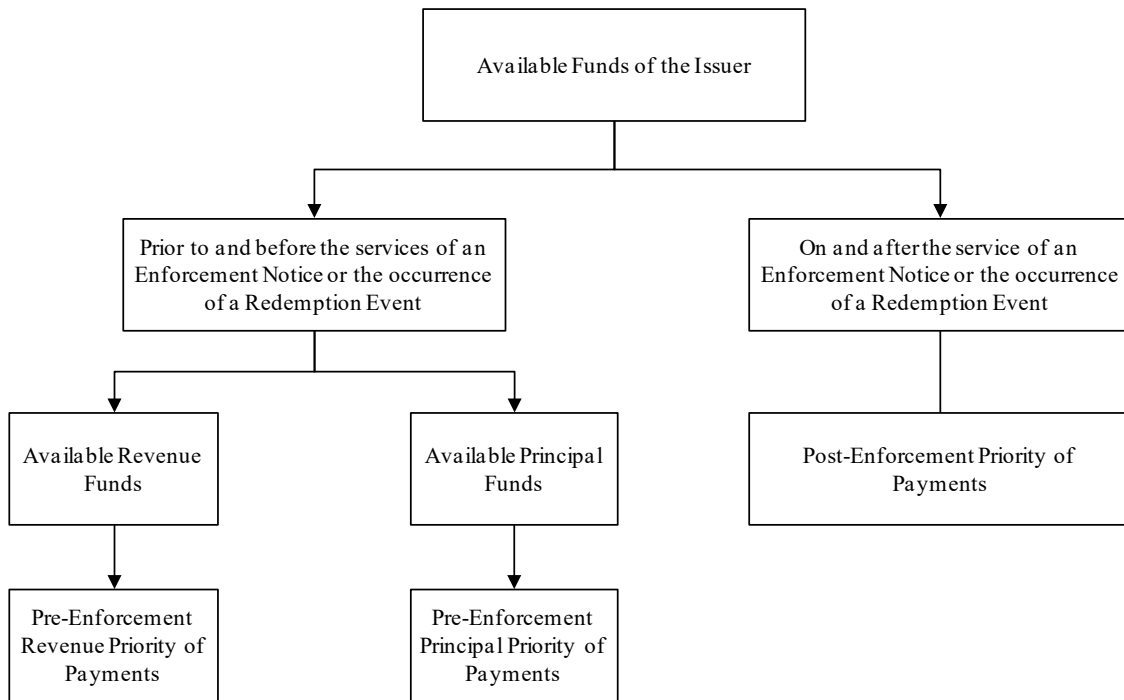 Available Funds of the Issuer
Prior to and before the services of an
Enforcement Notice or the occurrence
of a Redemption Event
On and after the service of an
Enforcement Notice or the occurrence
of a Redemption Event
Available Revenue
Funds
Available Principal
Funds
Post-Enforcement Priority of
Payments
Pre-Enforcement
Revenue Priority of
Payments
Pre-Enforcement
Principal Priority of
Payments